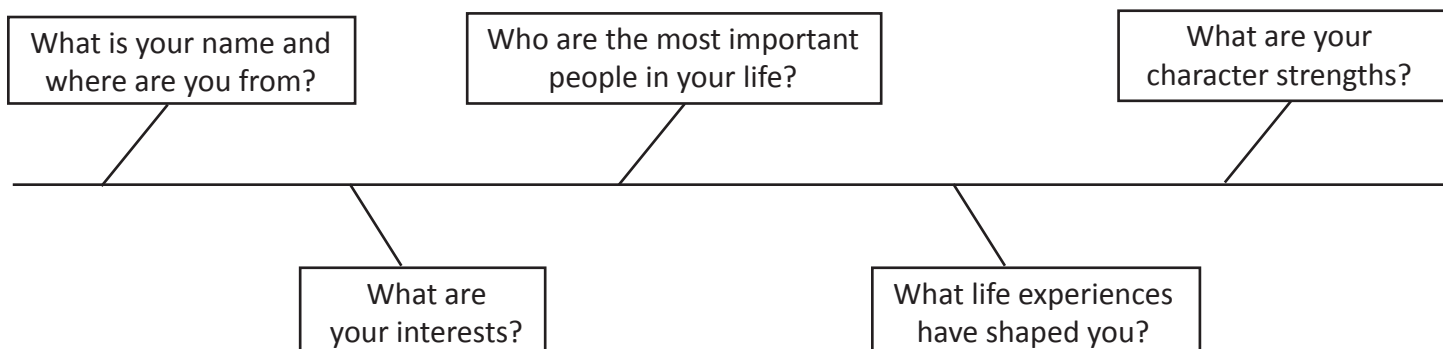 What is your name and
where are you from?
Who are the most important
people in your life?
What are your
character strengths?
What are
your interests?
What life experiences
have shaped you?